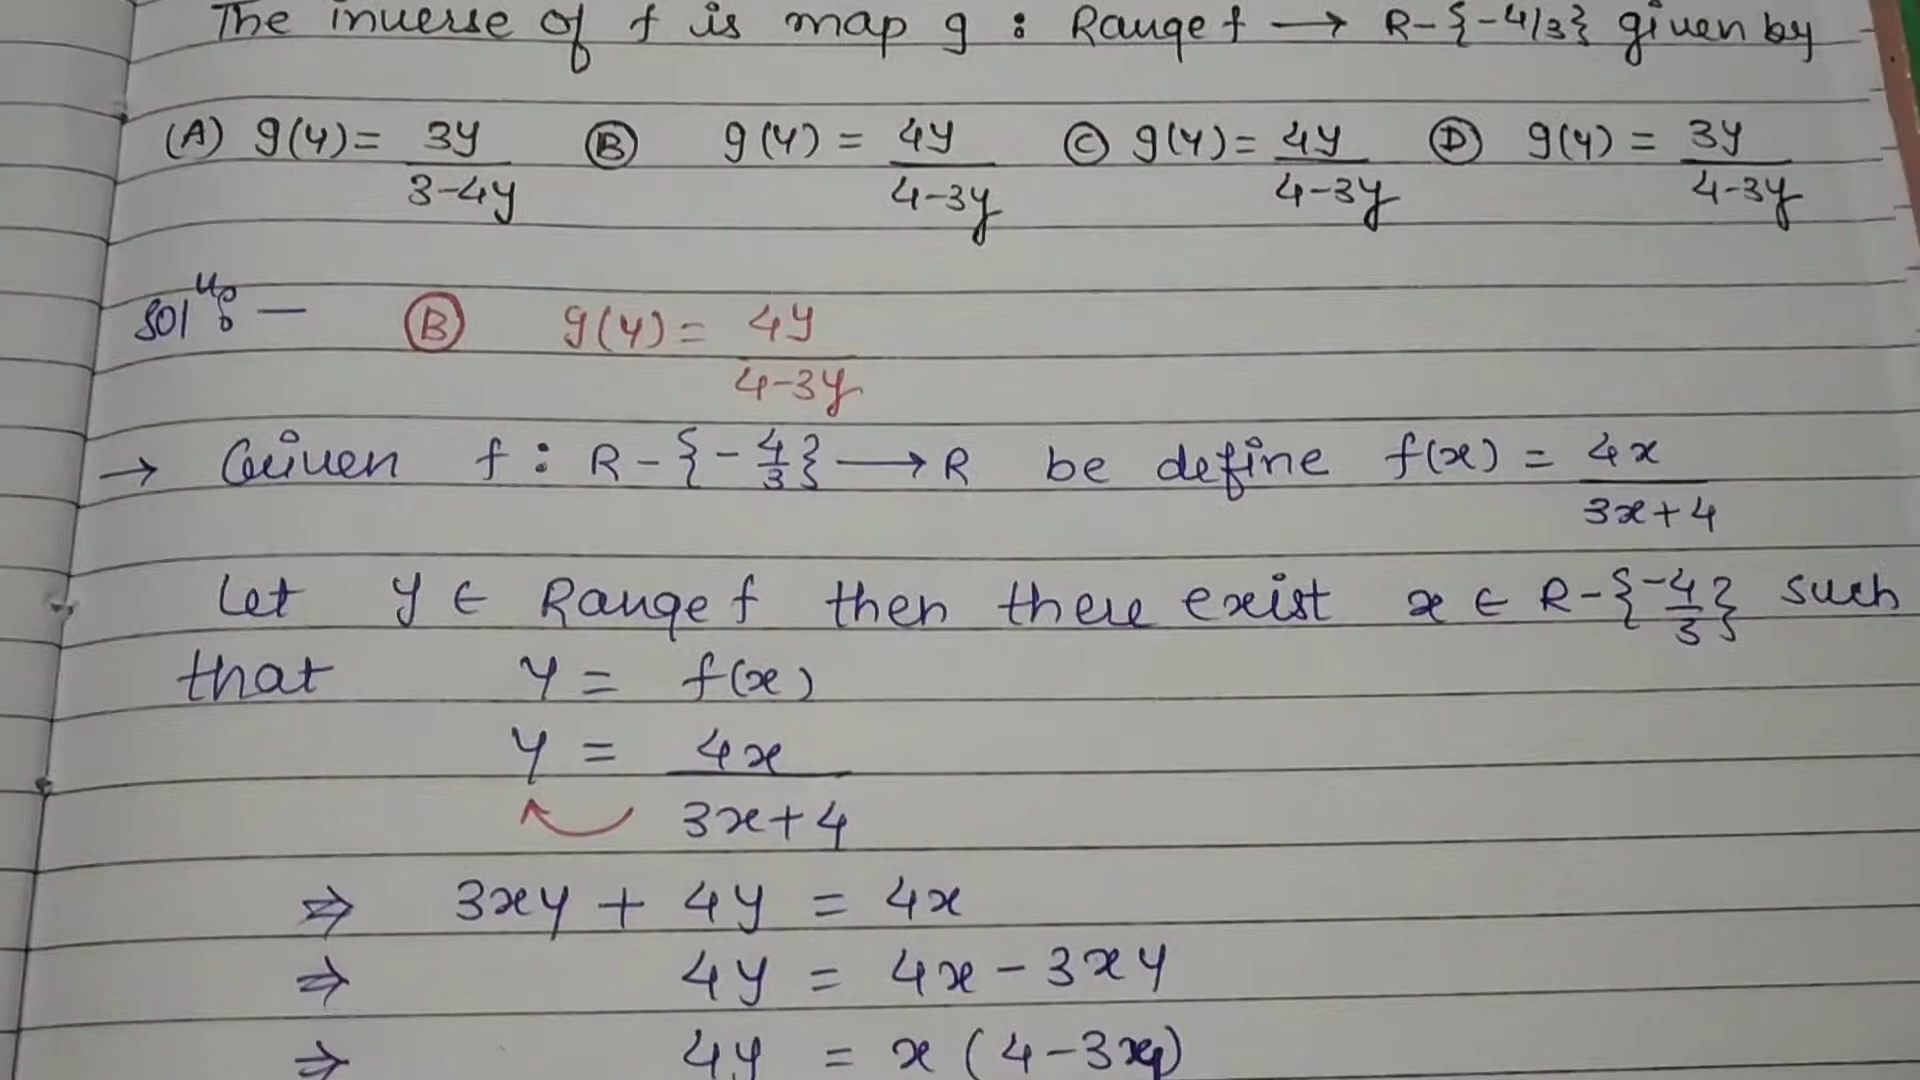 The inverse of f is map g : Range f → R-{-4/3} given by
(A) g(y) = 3y/3-4y (B) g(y) = 4y/4-3y (C) g(y) = 4y/4-3y (D) g(y) = 3y/4-3y
Solⁿ: — (B) g(y) = 4y/4-3y
→ Given f : R-{-4/3} → R be define f(x) = 4x/3x+4
Let y ∈ Range f then there exist x ∈ R-{-4/3} such
that y = f(x)
y = 4x/3x+4
⇒ 3xy + 4y = 4x
⇒ 4y = 4x - 3xy
⇒ 4y = x (4-3y)